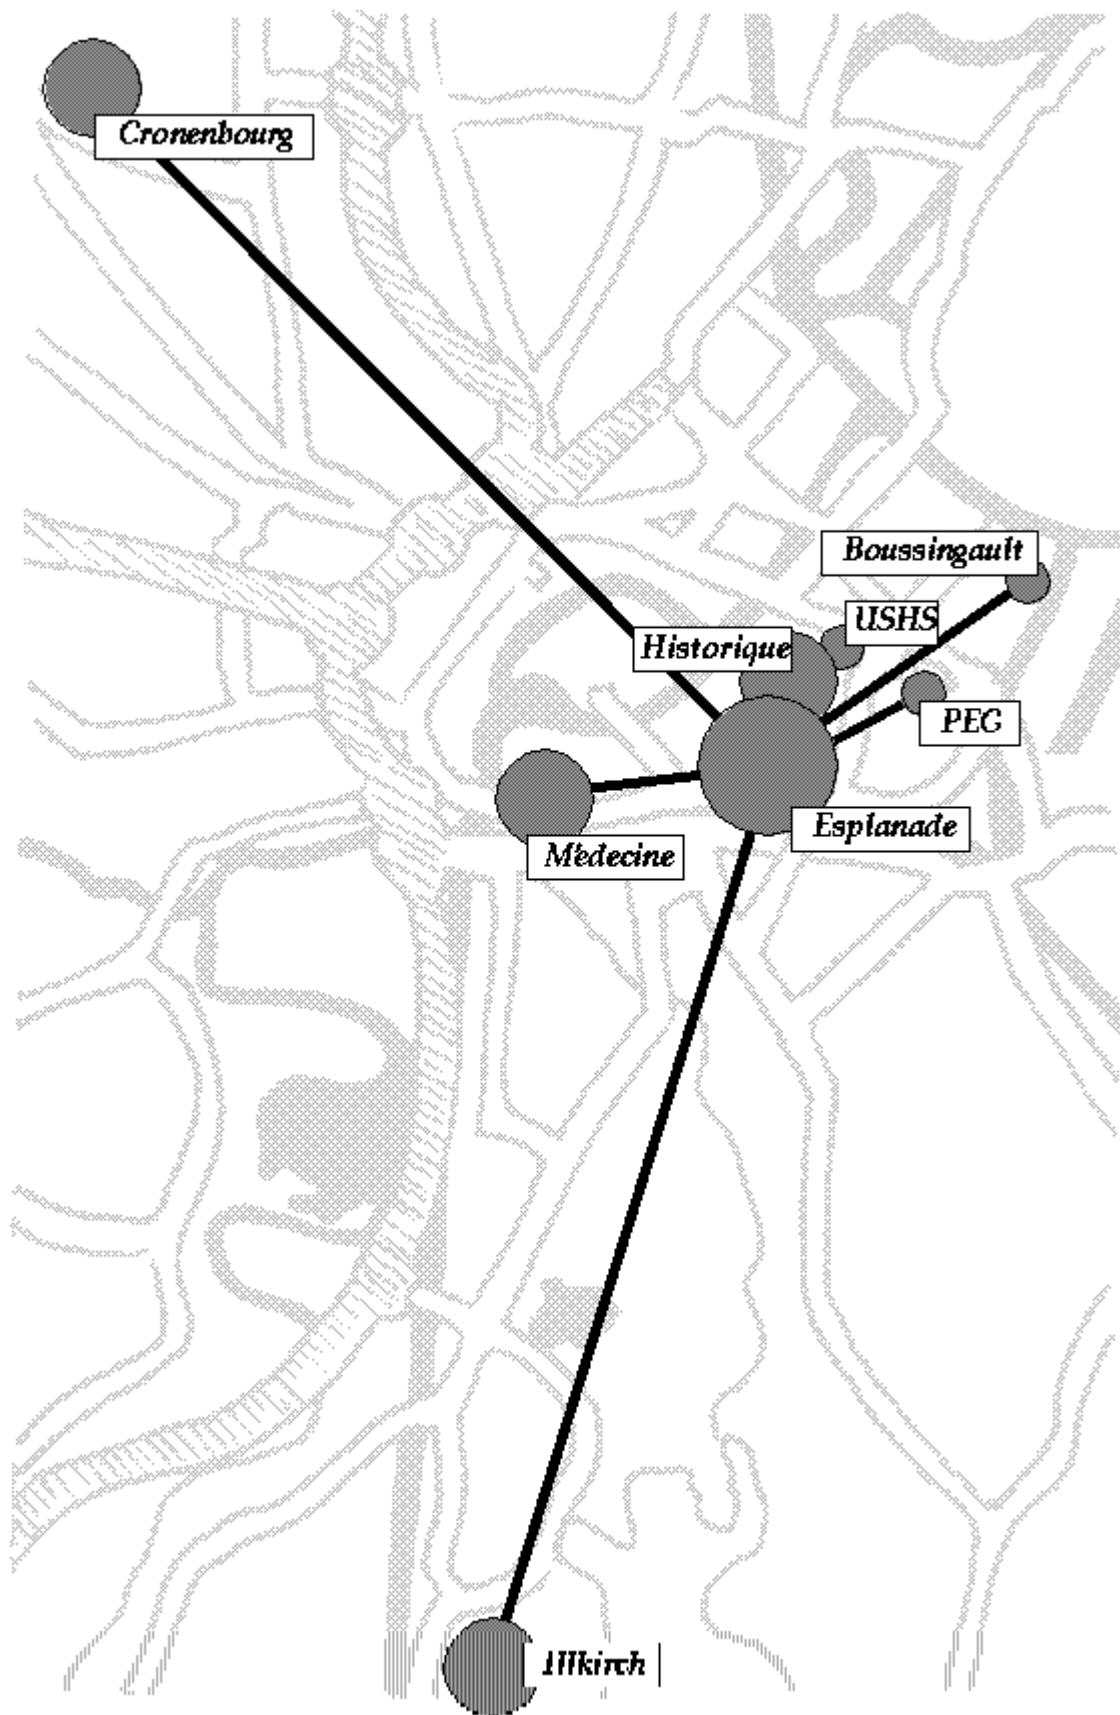 Cronenbourg
Boussingault
USHS
Historique
PEG
Esplanade
Médecine
Illkirch